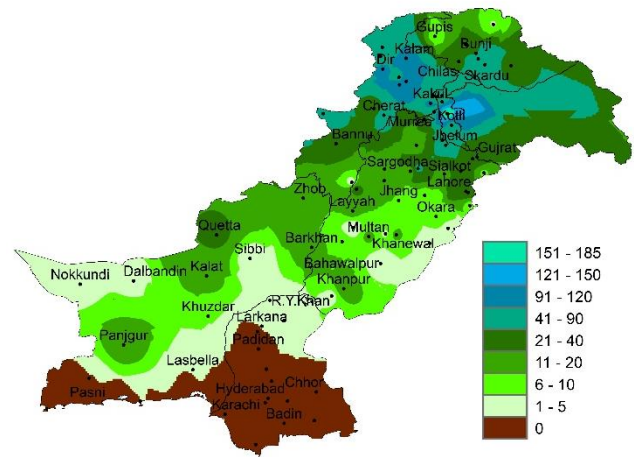 Gupis
Kalam
Bunji
Dir
Chilas
Skardu
Kakul
Cherat
Murree
Kotli
Bannu
Jhelum
Gujrat
Sargodha
Sialkot
Zhob
Jhang
Lahore
Layyah
Okara
Quetta
Multan
Sibbi
Barkhan
Khanewal
Nokkundi
Dalbandin
Kalat
Bahawalpur
Khanpur
Khuzdar
R.Y.Khan
Larkana
Panjgur
Padidan
Lasbella
Pasni
Hyderabad
Chhor
Karachi
Badin
151 - 185
121 - 150
91 - 120
41 - 90
21 - 40
11 - 20
6 - 10
1 - 5
0